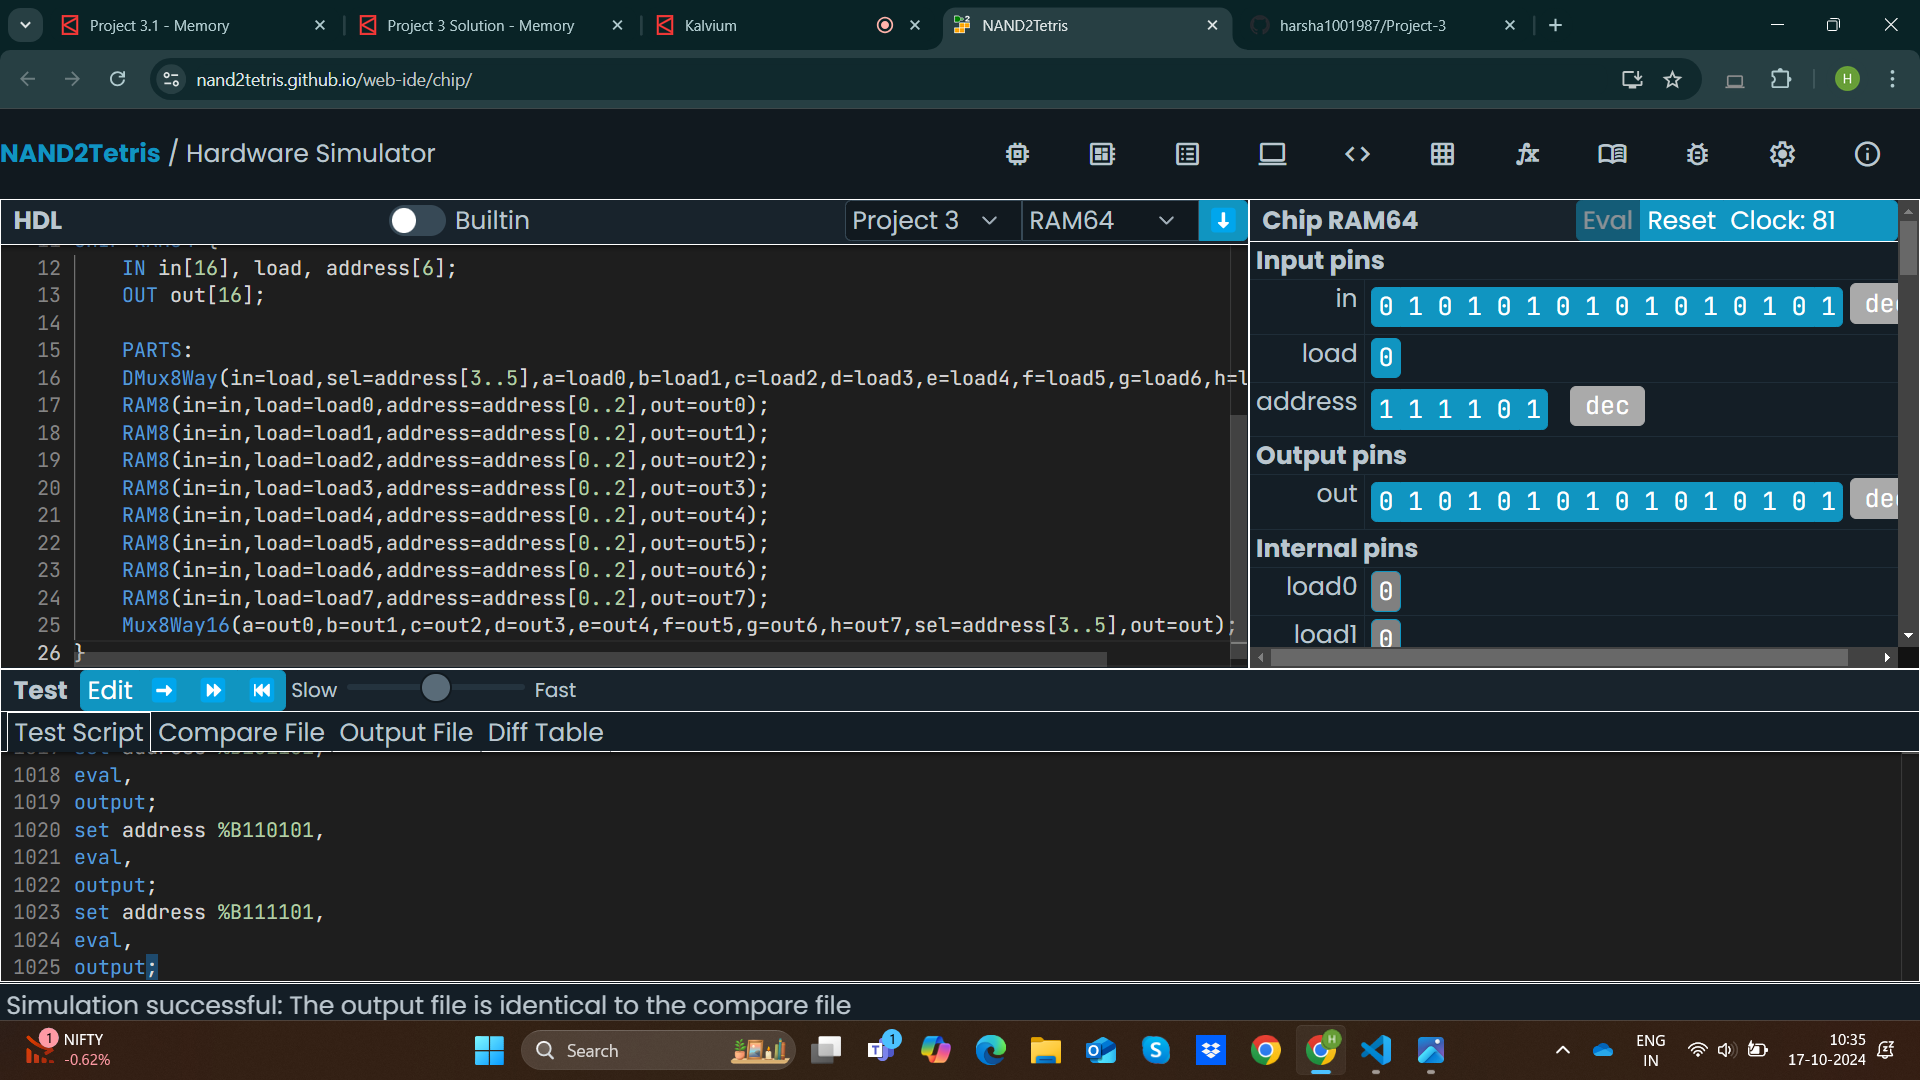 Project 3.1 - Memory
Project 3 Solution - Memory
Kalvium
NAND2Tetris
harsha1001987/Project-3
nand2tetris.github.io/web-ide/chip/
H
NAND2Tetris / Hardware Simulator
HDL
Builtin
Project 3
RAM64
Chip RAM64
Eval
Reset
Clock: 81
12 IN in[16], load, address[6];
13 OUT out[16];
14
15 PARTS:
16 DMux8Way(in=load,sel=address[3..5],a=load0,b=load1,c=load2,d=load3,e=load4,f=load5,g=load6,h=l
17 RAM8(in=in,load=load0,address=address[0..2],out=out0);
18 RAM8(in=in,load=load1,address=address[0..2],out=out1);
19 RAM8(in=in,load=load2,address=address[0..2],out=out2);
20 RAM8(in=in,load=load3,address=address[0..2],out=out3);
21 RAM8(in=in,load=load4,address=address[0..2],out=out4);
22 RAM8(in=in,load=load5,address=address[0..2],out=out5);
23 RAM8(in=in,load=load6,address=address[0..2],out=out6);
24 RAM8(in=in,load=load7,address=address[0..2],out=out7);
25 Mux8Way16(a=out0,b=out1,c=out2,d=out3,e=out4,f=out5,g=out6,h=out7,sel=address[3..5],out=out);
26 }
Input pins
in 0 1 0 1 0 1 0 1 0 1 0 1 0 1 0 1 dec
load 0
address 1 1 1 1 0 1 dec
Output pins
out 0 1 0 1 0 1 0 1 0 1 0 1 0 1 0 1 dec
Internal pins
load0 0
load1 0
Test
Edit
Slow
Fast
Test Script
Compare File
Output File
Diff Table
1018 eval,
1019 output;
1020 set address %B110101,
1021 eval,
1022 output;
1023 set address %B111101,
1024 eval,
1025 output;
Simulation successful: The output file is identical to the compare file
1
NIFTY
-0.62%
Search
1
H
ENG
IN
10:35
17-10-2024